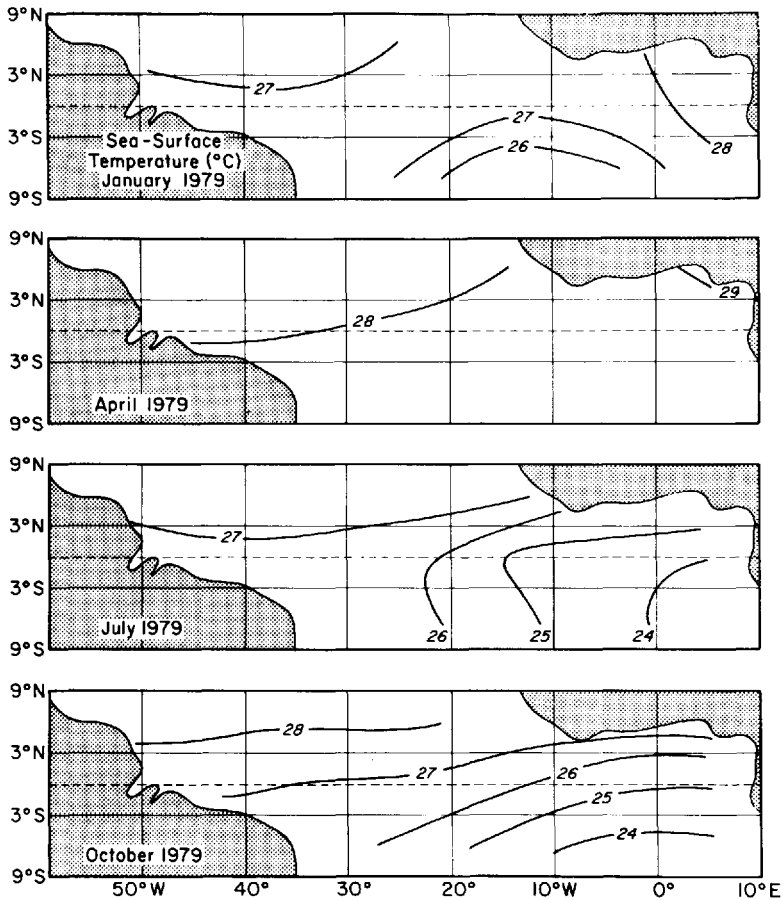 9°N
3°N
3°S
9°S
27
27
26
28
Sea-Surface
Temperature (°C)
January 1979
9°N
3°N
3°S
9°S
28
29
April 1979
9°N
3°N
3°S
9°S
27
26
25
24
July 1979
9°N
3°N
3°S
9°S
28
27
26
25
24
October 1979
50°W
40°
30°
20°
10°W
0°
10°E